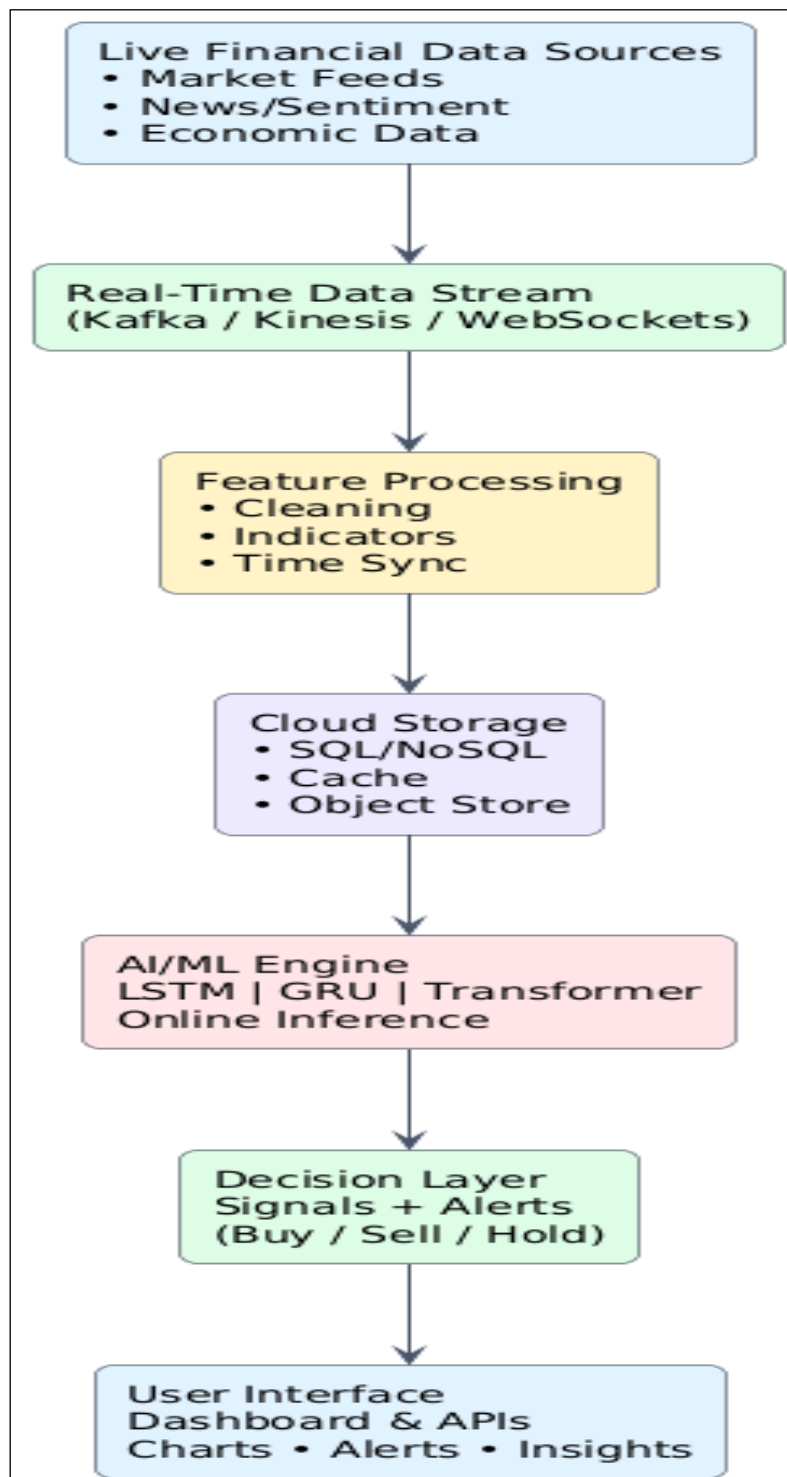 Live Financial Data Sources
• Market Feeds
• News/Sentiment
• Economic Data
Real-Time Data Stream
(Kafka / Kinesis / WebSockets)
Feature Processing
• Cleaning
• Indicators
• Time Sync
Cloud Storage
• SQL/NoSQL
• Cache
• Object Store
AI/ML Engine
LSTM | GRU | Transformer
Online Inference
Decision Layer
Signals + Alerts
(Buy / Sell / Hold)
User Interface
Dashboard & APIs
Charts • Alerts • Insights